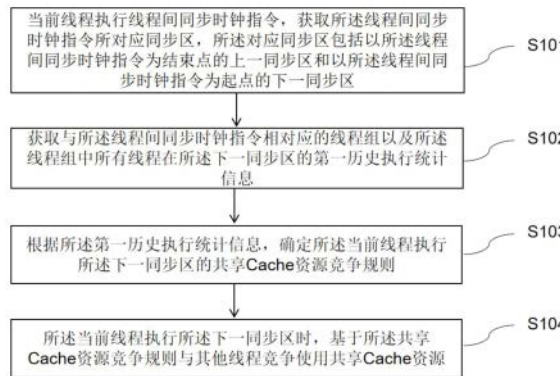 当前线程执行线程间同步时钟指令，获取所述线程间同步
时钟指令所对应同步区，所述对应同步区包括以所述线程
间同步时钟指令为结束点的上一同步区和以所述线程间同
步时钟指令为起点的下一同步区
S101
获取与所述线程间同步时钟指令相对应的线程组以及所述
线程组中所有线程在所述下一同步区的第一历史执行统计
信息
S102
根据所述第一历史执行统计信息，确定所述当前线程执行
所述下一同步区的共享Cache资源竞争规则
S103
所述当前线程执行所述下一同步区时，基于所述共享
Cache资源竞争规则与其他线程竞争使用共享Cache资源
S104